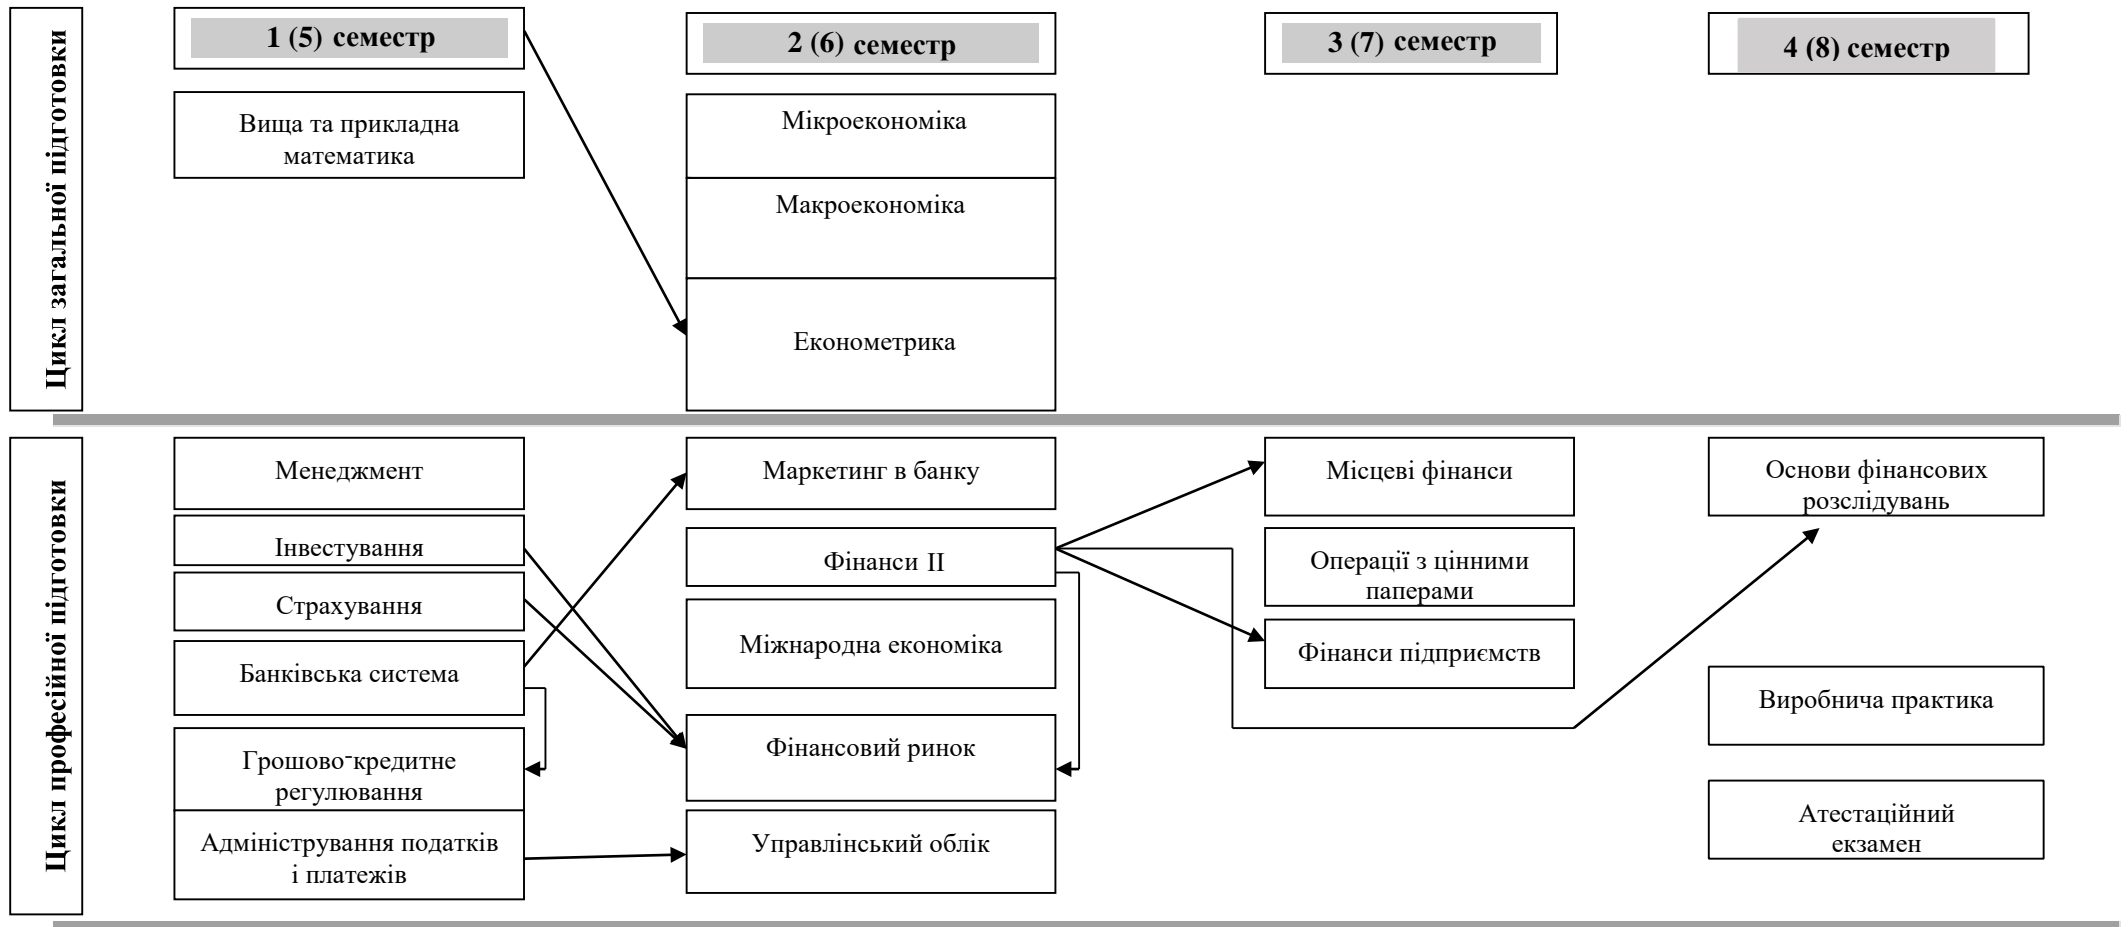 Цикл загальної підготовки
1 (5) семестр
2 (6) семестр
3 (7) семестр
4 (8) семестр
Вища та прикладна
математика
Мікроекономіка
Макроекономіка
Економетрика
Цикл професійної підготовки
Менеджмент
Інвестування
Страхування
Банківська система
Грошово-кредитне
регулювання
Адміністрування податків
і платежів
Маркетинг в банку
Фінанси II
Міжнародна економіка
Фінансовий ринок
Управлінський облік
Місцеві фінанси
Операції з цінними
паперами
Фінанси підприємств
Основи фінансових
розслідувань
Виробнича практика
Атестаційний
екзамен